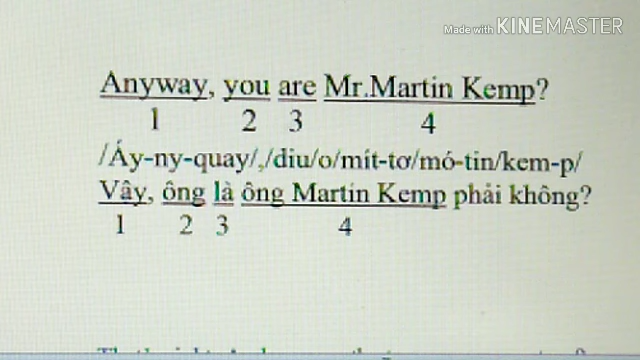 Made with KINEMASTER
Anyway, you are Mr.Martin Kemp?
1 2 3 4
/Áy-ny-quay/,/diu/o/mít-tơ/mó-tin/kem-p/
Vậy, ông là ông Martin Kemp phải không?
1 2 3 4